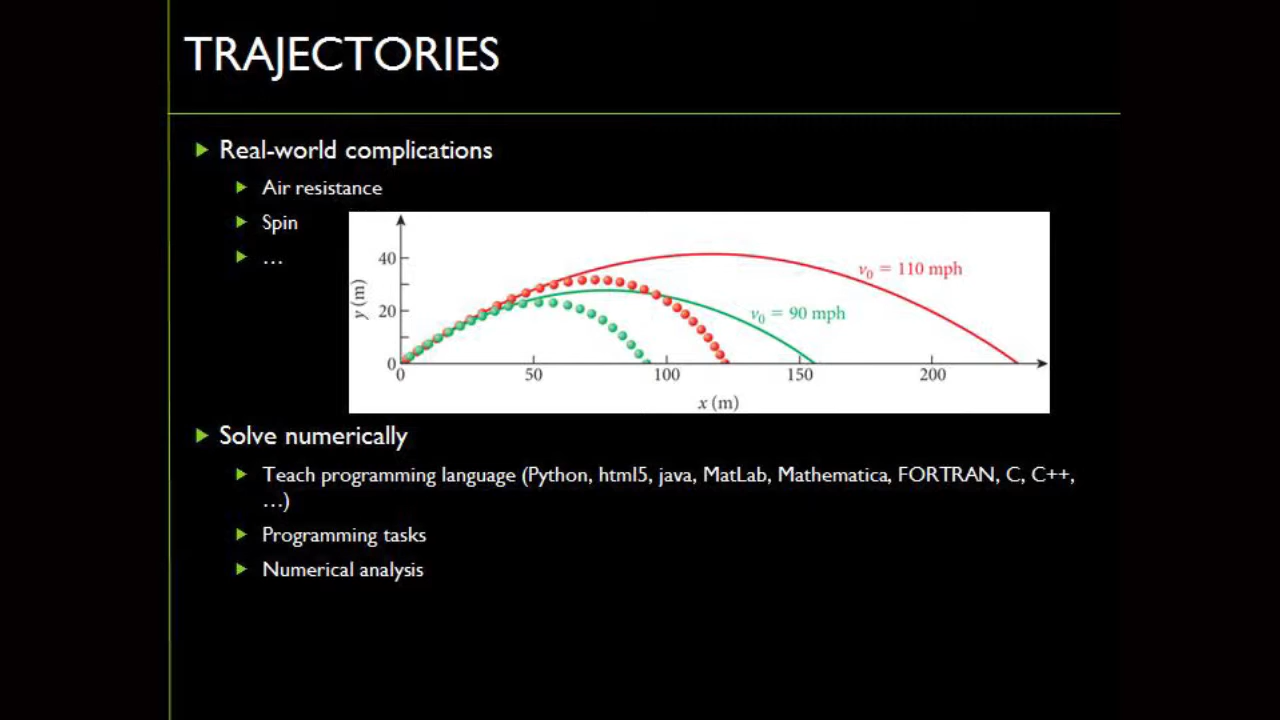 TRAJECTORIES
Real-world complications
Air resistance
Spin
…
40
20
0
y (m)
v0 = 110 mph
v0 = 90 mph
0 50 100 150 200
x (m)
Solve numerically
Teach programming language (Python, html5, java, MatLab, Mathematica, FORTRAN, C, C++,
…)
Programming tasks
Numerical analysis